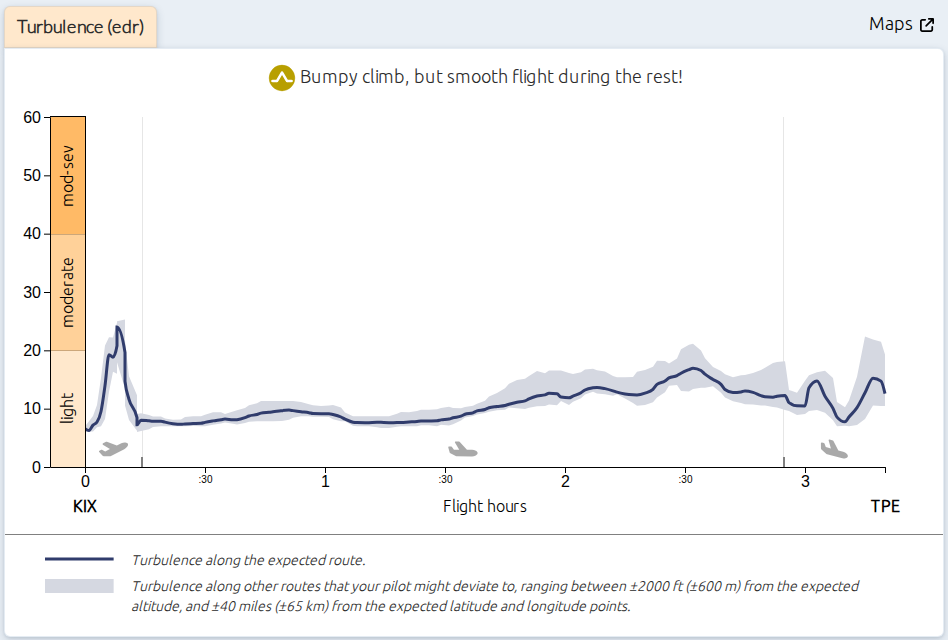 Turbulence (edr)
Maps
Bumpy climb, but smooth flight during the rest!
60
50
40
30
20
10
0
mod-sev
moderate
light
0
:30
1
:30
2
:30
3
KIX
Flight hours
TPE
Turbulence along the expected route.
Turbulence along other routes that your pilot might deviate to, ranging between ±2000 ft (±600 m) from the expected
altitude, and ±40 miles (±65 km) from the expected latitude and longitude points.